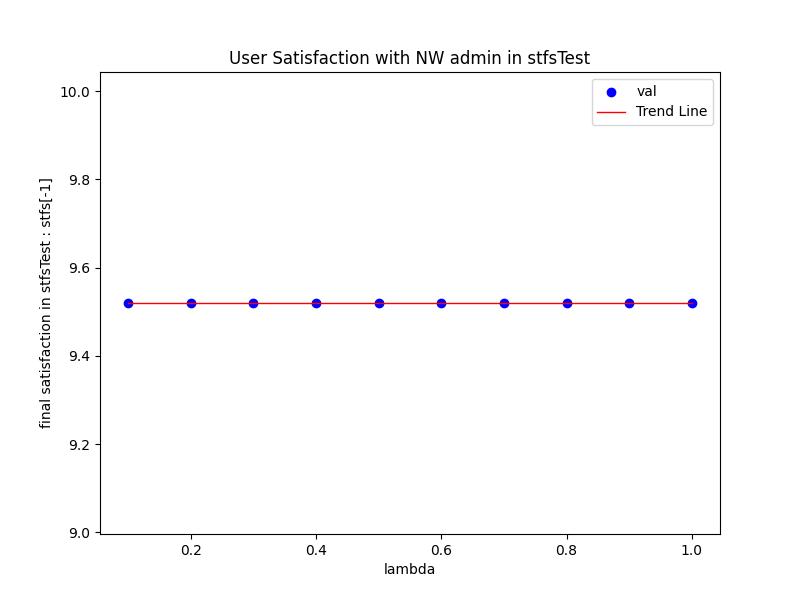 User Satisfaction with NW admin in stfsTest
val
Trend Line
final satisfaction in stfsTest : stfs[-1]
10.0
9.8
9.6
9.4
9.2
9.0
0.2
0.4
0.6
0.8
1.0
lambda